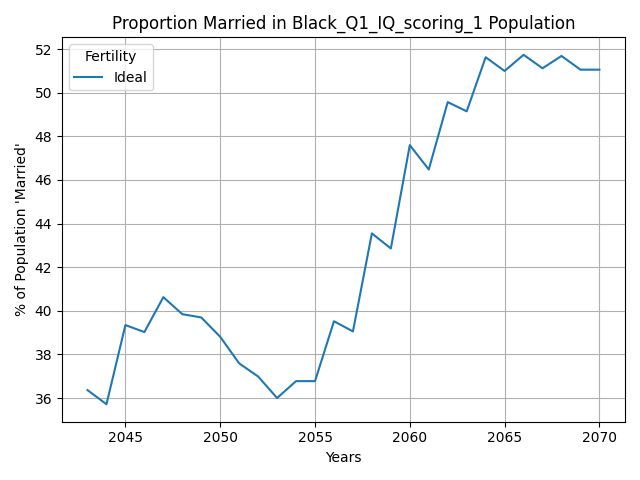 Proportion Married in Black_Q1_IQ_scoring_1 Population
Fertility
Ideal
% of Population 'Married'
52
50
48
46
44
42
40
38
36
2045 2050 2055 2060 2065 2070
Years